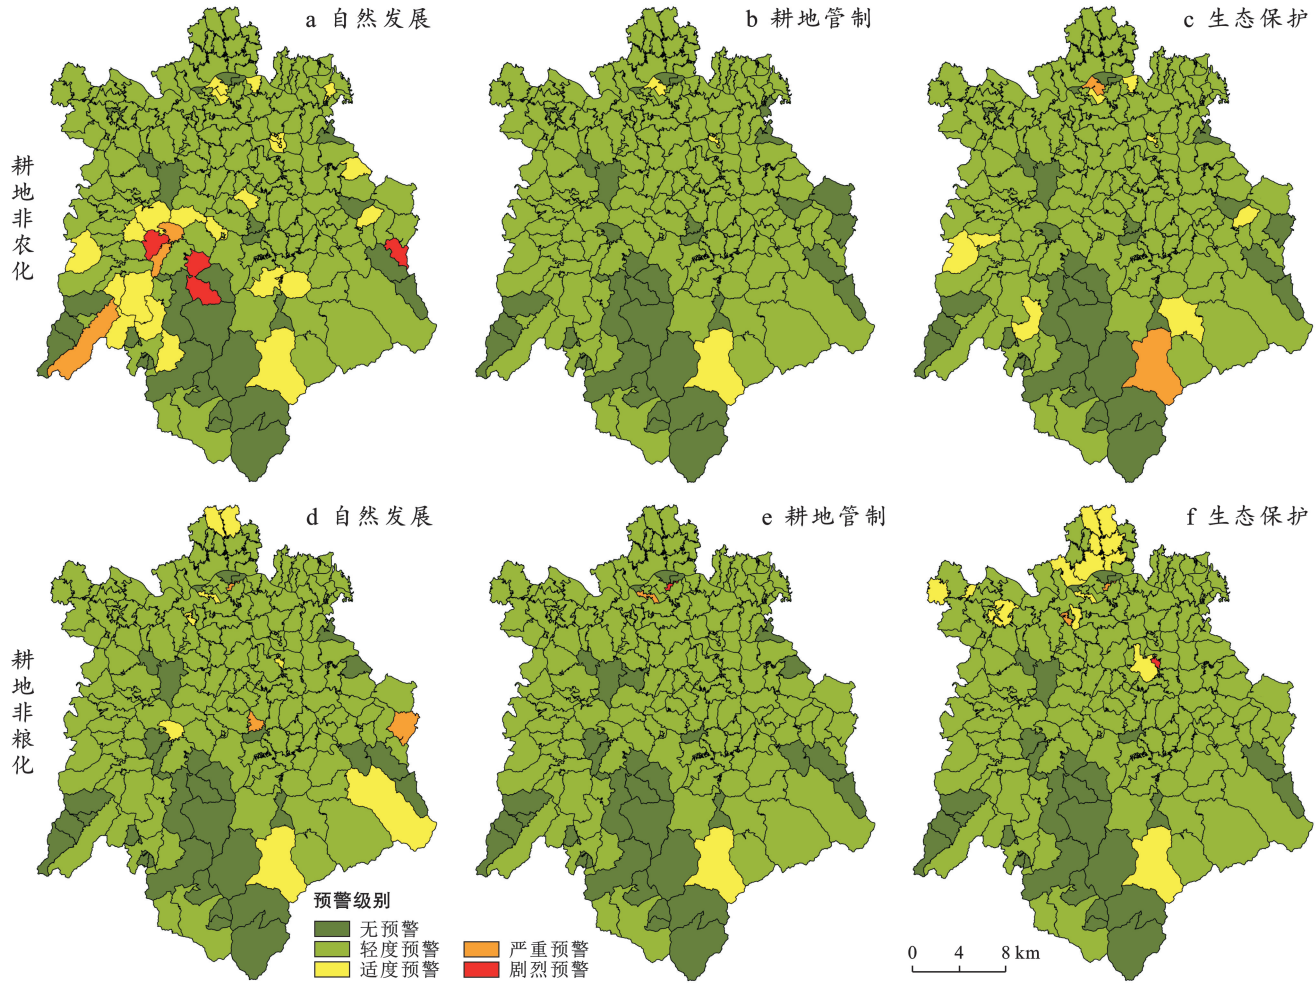 a 自然发展
b 耕地管制
c 生态保护
耕地非农化
d 自然发展
e 耕地管制
f 生态保护
耕地非粮化
预警级别
无预警
轻度预警
适度预警
严重预警
剧烈预警
0 4 8 km